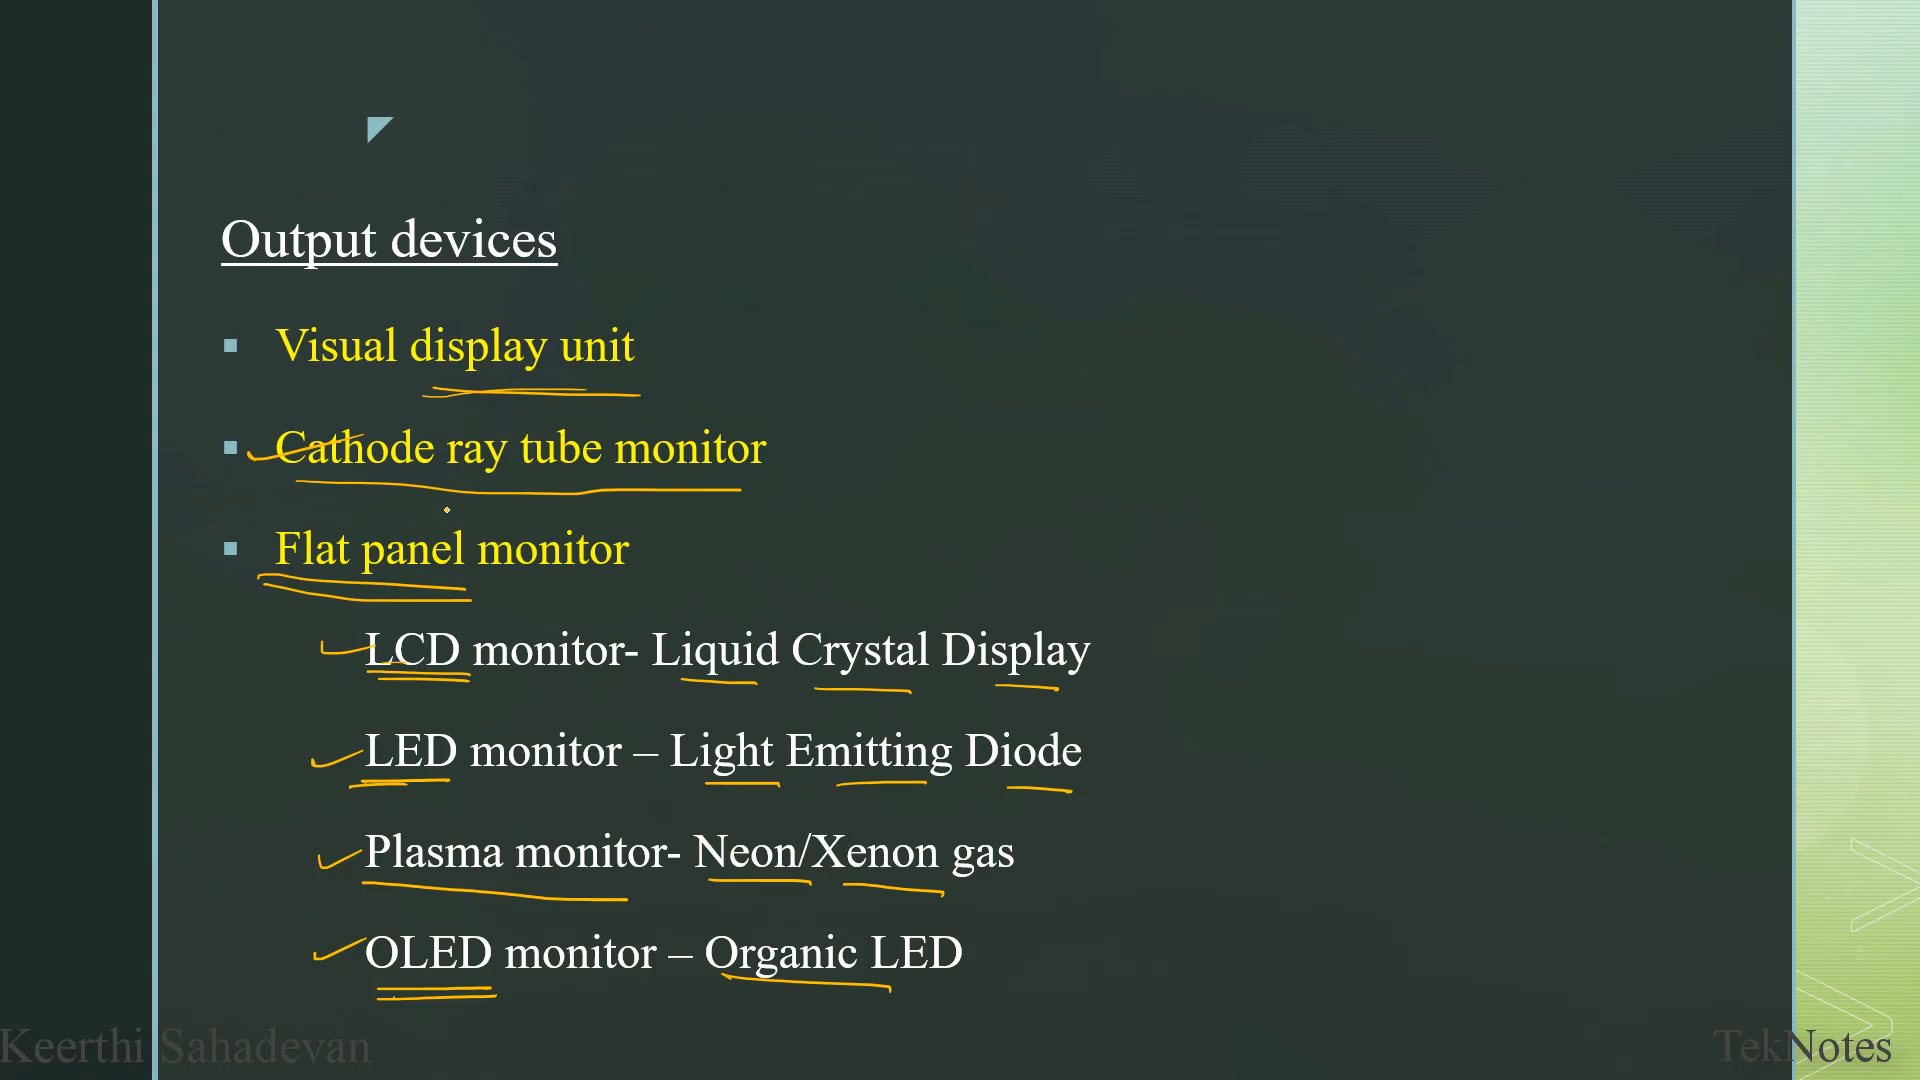 Output devices
Visual display unit
Cathode ray tube monitor
Flat panel monitor
LCD monitor- Liquid Crystal Display
LED monitor – Light Emitting Diode
Plasma monitor- Neon/Xenon gas
OLED monitor – Organic LED
Keerthi Sahadevan
TekNotes